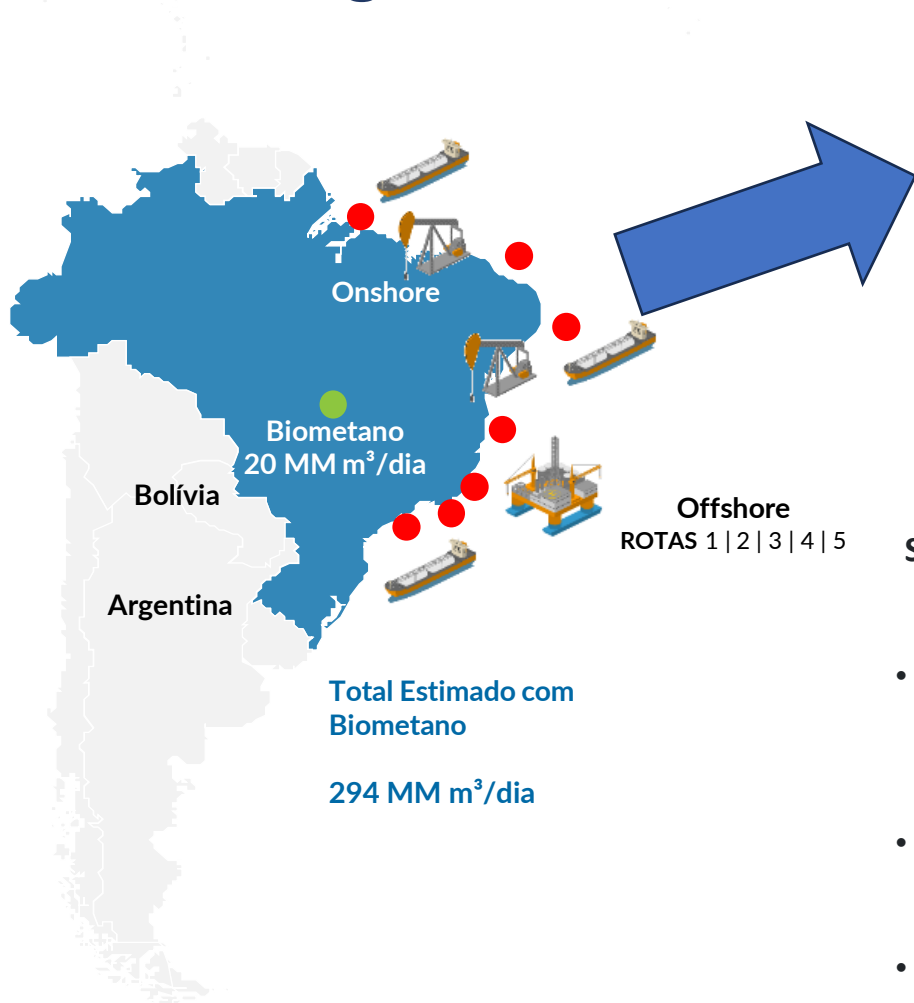 Onshore
Biometano
20 MM m³/dia
Bolívia
Offshore
ROTAS 1 | 2 | 3 | 4 | 5
Argentina
Total Estimado com
Biometano
294 MM m³/dia